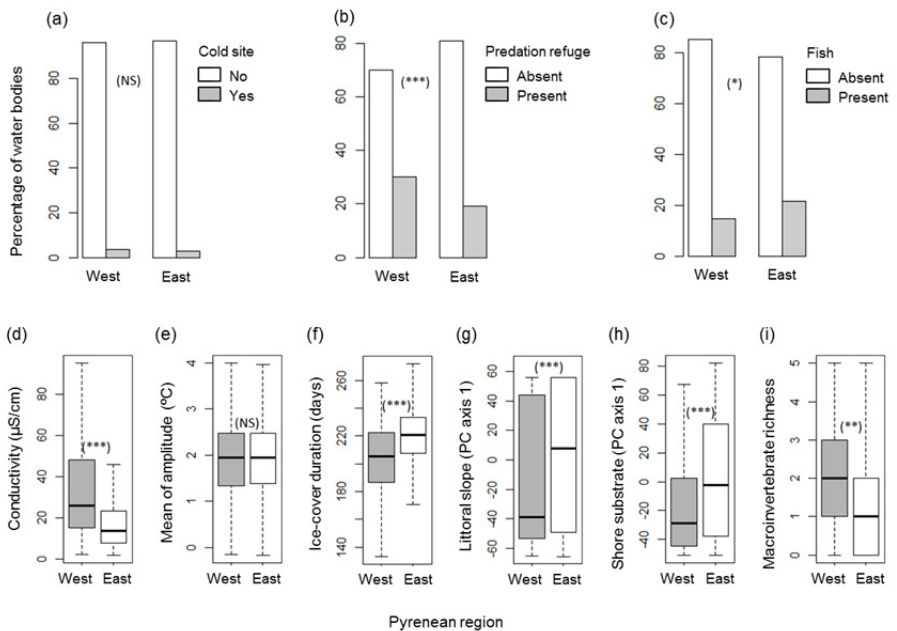 (a)
(b)
(c)
Cold site
No
Yes
(NS)
Predation refuge
Absent
Present
(***)
Fish
Absent
Present
(*)
Percentage of water bodies
0 20 40 60 80
0 20 40 60 80
0 20 40 60 80
West East
West East
West East
(d)
(e)
(f)
(g)
(h)
(i)
Conductivity (µS/cm)
0 20 40 60 80
(***)
West East
Mean of amplitude (ºC)
0 1 2 3 4
(NS)
West East
Ice-cover duration (days)
140 180 220 260
(***)
West East
Littoral slope (PC axis 1)
-60 -40 -20 0 20 40 60
(***)
West East
Shore substrate (PC axis 1)
-40 -20 0 20 40 60 80
(***)
West East
Macroinvertebrate richness
0 1 2 3 4 5
(**)
West East
Pyrenean region